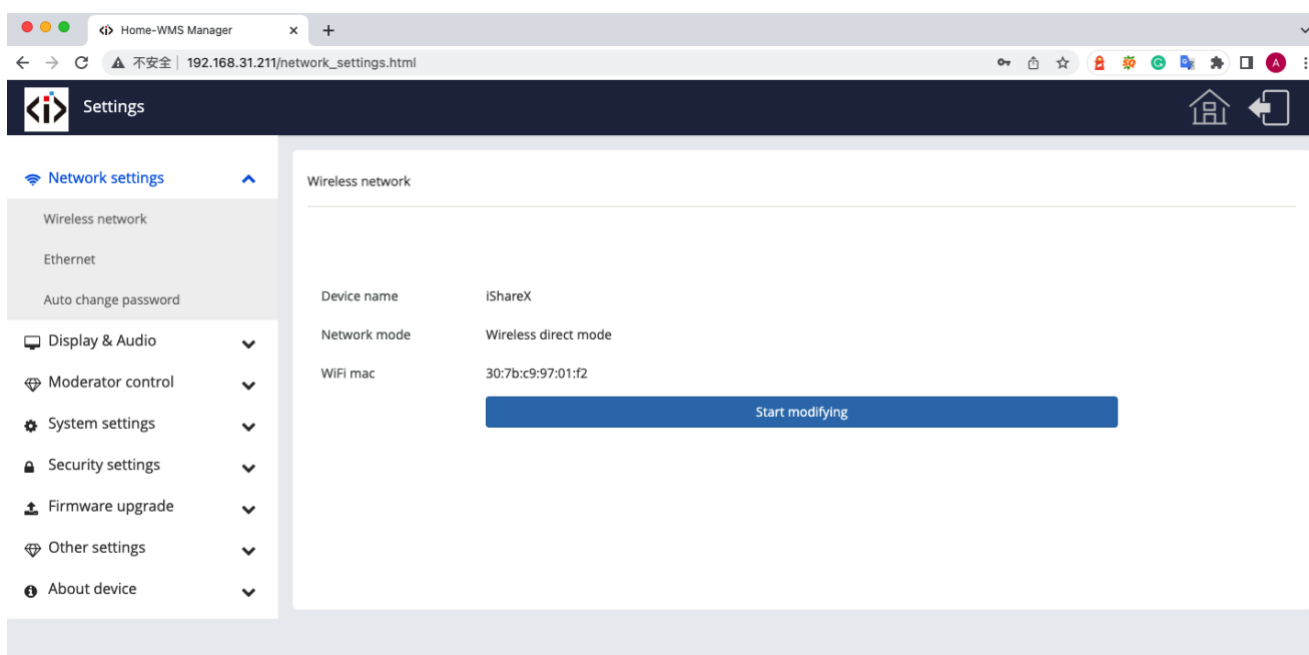 Home-WMS Manager
不安全 | 192.168.31.211/network_settings.html
A
<i> Settings
Network settings
Wireless network
Ethernet
Auto change password
Display & Audio
Moderator control
System settings
Security settings
Firmware upgrade
Other settings
About device
Wireless network
Device name iShareX
Network mode Wireless direct mode
WiFi mac 30:7b:c9:97:01:f2
Start modifying